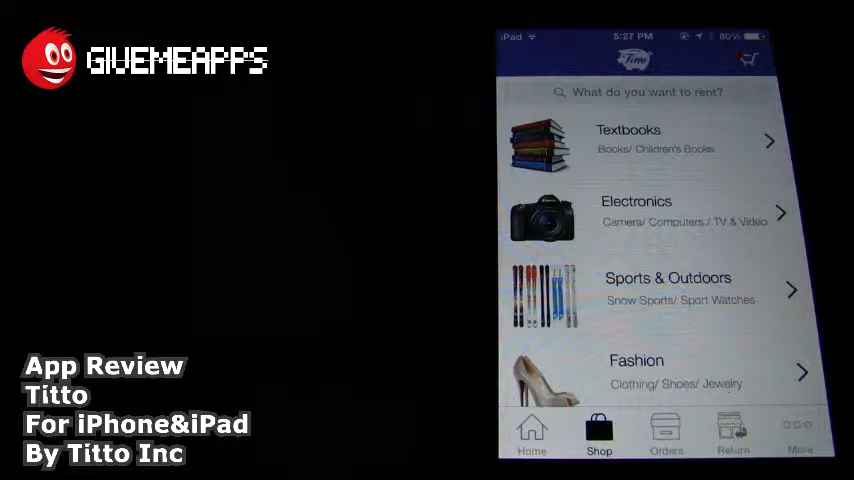 GIVEMEAPPS
iPad 5:27 PM 80%
Titto
What do you want to rent?
Textbooks
Books/ Children's Books
Electronics
Camera/ Computers / TV & Video
Sports & Outdoors
Snow Sports/ Sport Watches
Fashion
Clothing/ Shoes/ Jewelry
Home Shop Orders Return More
App Review
Titto
For iPhone&iPad
By Titto Inc